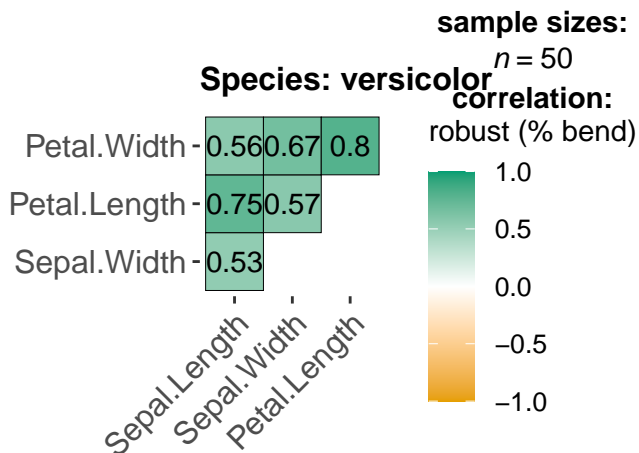 sample sizes:
n = 50
Species: versicolor
correlation:
robust (% bend)
Petal.Width
0.56 0.67 0.8
Petal.Length
0.75 0.57
Sepal.Width
0.53
Sepal.Length
Sepal.Width
Petal.Length
1.0
0.5
0.0
−0.5
−1.0